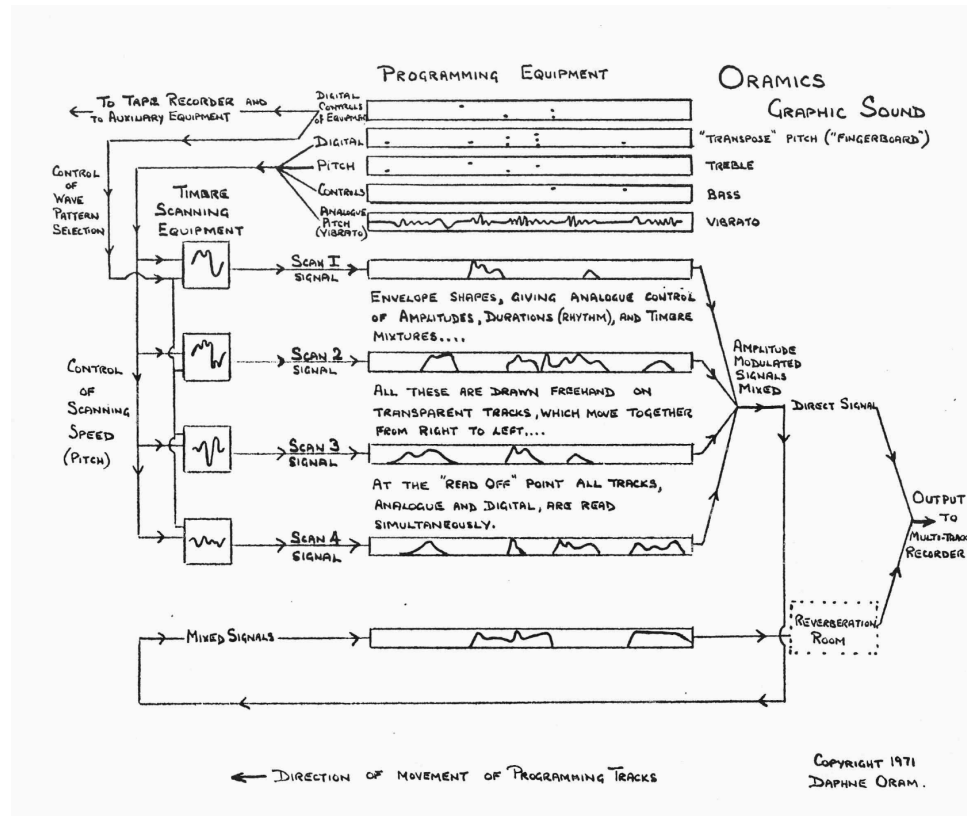 PROGRAMMING EQUIPMENT
ORAMICS
GRAPHIC SOUND
TO TAPE RECORDER AND
TO AUXILIARY EQUIPMENT
DIGITAL
CONTROLS
OF EQUIPMENT
DIGITAL
"TRANSPOSE" PITCH ("FINGERBOARD")
PITCH
TREBLE
CONTROLS
BASS
ANALOGUE
PITCH
(VIBRATO)
VIBRATO
CONTROL
OF
WAVE
PATTERN
SELECTION
TIMBRE
SCANNING
EQUIPMENT
SCAN I
SIGNAL
ENVELOPE SHAPES, GIVING ANALOGUE CONTROL
OF AMPLITUDES, DURATIONS (RHYTHM), AND TIMBRE
MIXTURES....
SCAN 2
SIGNAL
AMPLITUDE
MODULATED
SIGNALS
MIXED
CONTROL
OF
SCANNING
SPEED
(PITCH)
ALL THESE ARE DRAWN FREEHAND ON
TRANSPARENT TRACKS, WHICH MOVE TOGETHER
FROM RIGHT TO LEFT....
DIRECT SIGNAL
SCAN 3
SIGNAL
AT THE "READ OFF" POINT ALL TRACKS,
ANALOGUE AND DIGITAL, ARE READ
SIMULTANEOUSLY.
SCAN 4
SIGNAL
OUTPUT
TO
MULTI-TRACK
RECORDER
MIXED SIGNALS
REVERBERATION
ROOM
DIRECTION OF MOVEMENT OF PROGRAMMING TRACKS
COPYRIGHT 1971
DAPHNE ORAM.